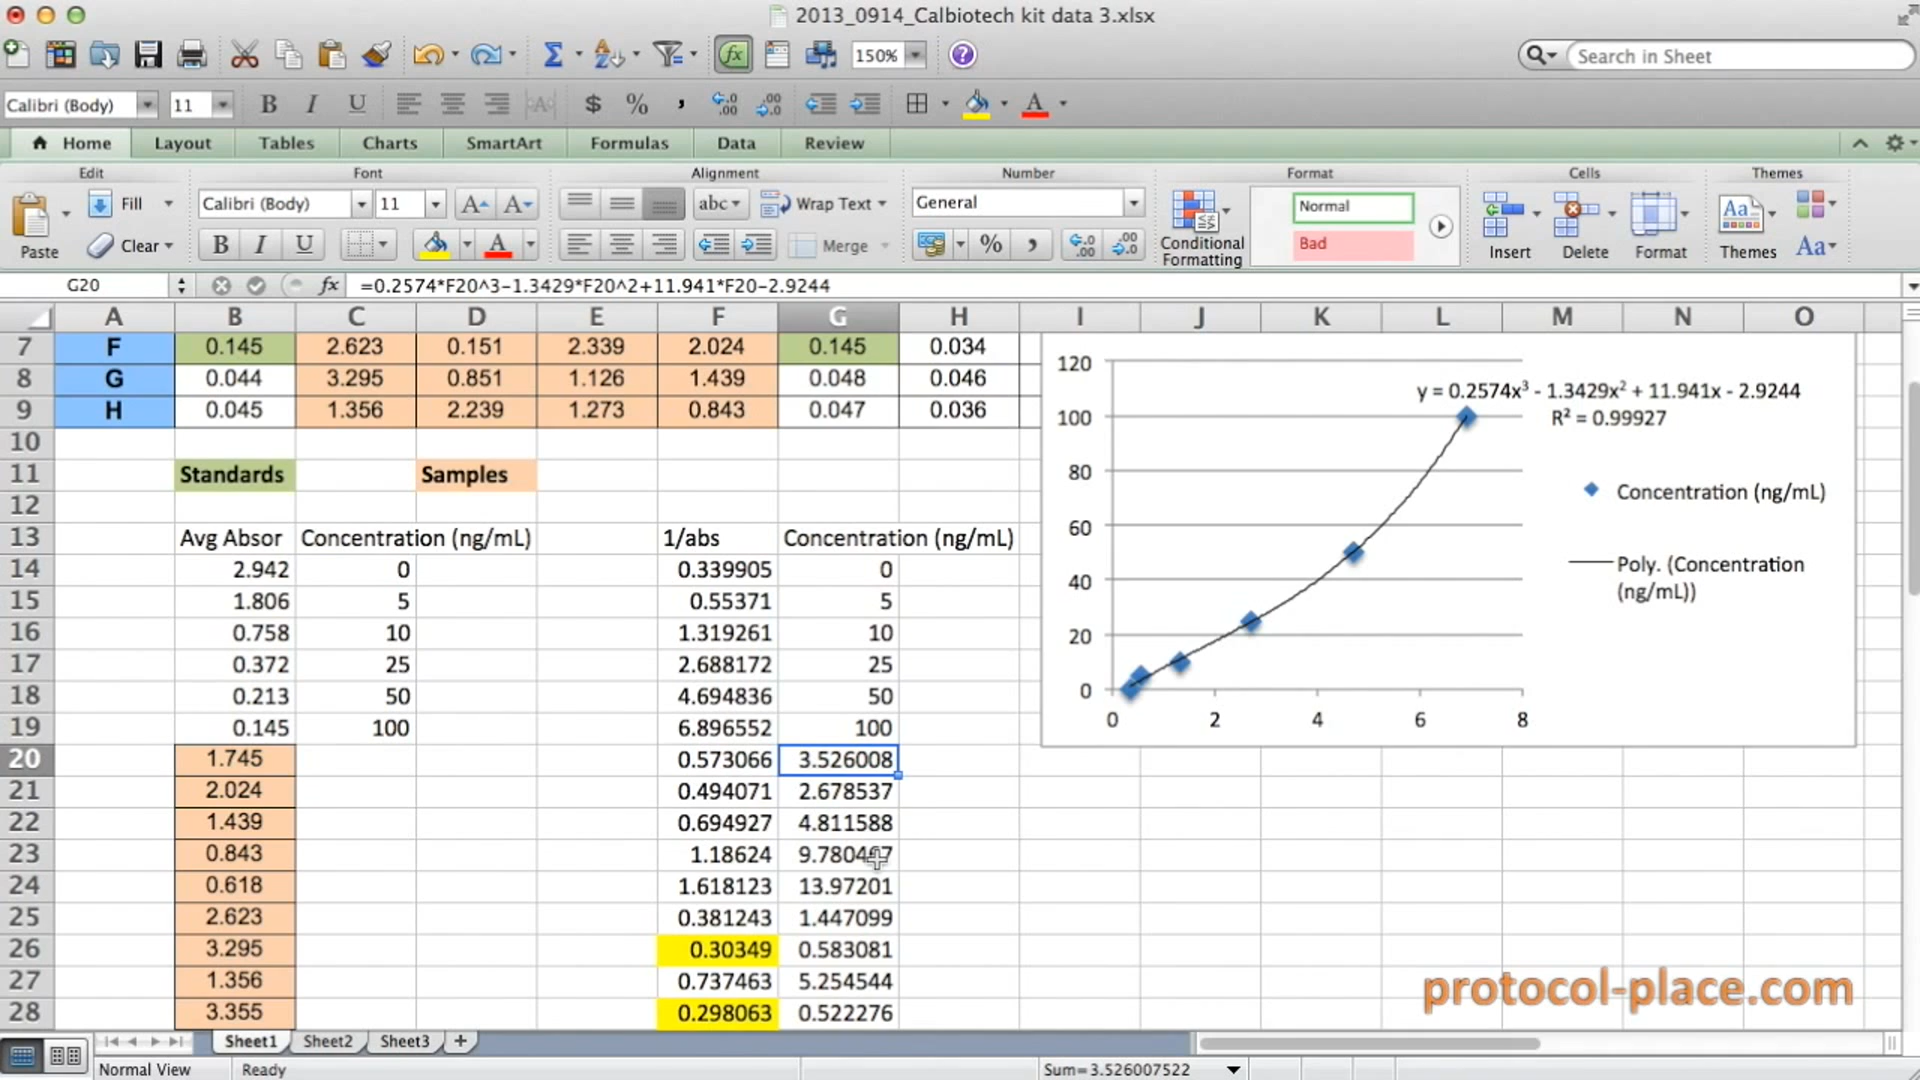 2013_0914_Calbiotech kit data 3.xlsx
150%
Search in Sheet
Calibri (Body) 11 B I U A $ % , .0 .00 .00 .0 A
Home Layout Tables Charts SmartArt Formulas Data Review
Edit Font Alignment Number Format Cells Themes
Paste Fill Clear
Calibri (Body) 11 A A
B I U A
abc Wrap Text
Merge
General
%
Conditional Formatting
Normal
Bad
Insert Delete Format Themes Aa
G20 fx =0.2574*F20^3-1.3429*F20^2+11.941*F20-2.9244
A B C D E F G H I J K L M N O
7 F 0.145 2.623 0.151 2.339 2.024 0.145 0.034
8 G 0.044 3.295 0.851 1.126 1.439 0.048 0.046
9 H 0.045 1.356 2.239 1.273 0.843 0.047 0.036
10
11 Standards Samples
12
13 Avg Absor Concentration (ng/mL) 1/abs Concentration (ng/mL)
14 2.942 0 0.339905 0
15 1.806 5 0.55371 5
16 0.758 10 1.319261 10
17 0.372 25 2.688172 25
18 0.213 50 4.694836 50
19 0.145 100 6.896552 100
20 1.745 0.573066 3.526008
21 2.024 0.494071 2.678537
22 1.439 0.694927 4.811588
23 0.843 1.18624
24 0.618 1.618123 13.97201
25 2.623 0.381243 1.447099
26 3.295 0.30349 0.583081
27 1.356 0.737463 5.254544
28 3.355 0.298063 0.522276
120
100
80
60
40
20
0
0 2 4 6 8
y = 0.2574x³ - 1.3429x² + 11.941x - 2.9244
R² = 0.99927
Concentration (ng/mL)
Poly. (Concentration
(ng/mL))
protocol-place.com
Sheet1 Sheet2 Sheet3 +
Normal View Ready Sum=3.526007522